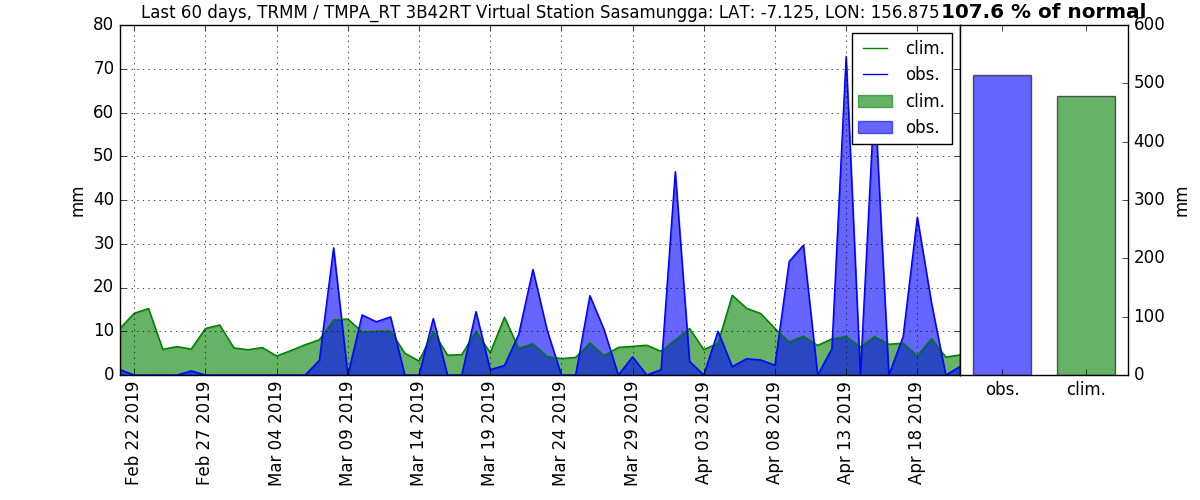 Last 60 days, TRMM / TMPA_RT 3B42RT Virtual Station Sasamungga: LAT: -7.125, LON: 156.875
107.6 % of normal
80
70
60
50
40
30
20
10
0
mm
clim.
obs.
clim.
obs.
Feb 22 2019
Feb 27 2019
Mar 04 2019
Mar 09 2019
Mar 14 2019
Mar 19 2019
Mar 24 2019
Mar 29 2019
Apr 03 2019
Apr 08 2019
Apr 13 2019
Apr 18 2019
600
500
400
300
200
100
0
mm
obs.
clim.